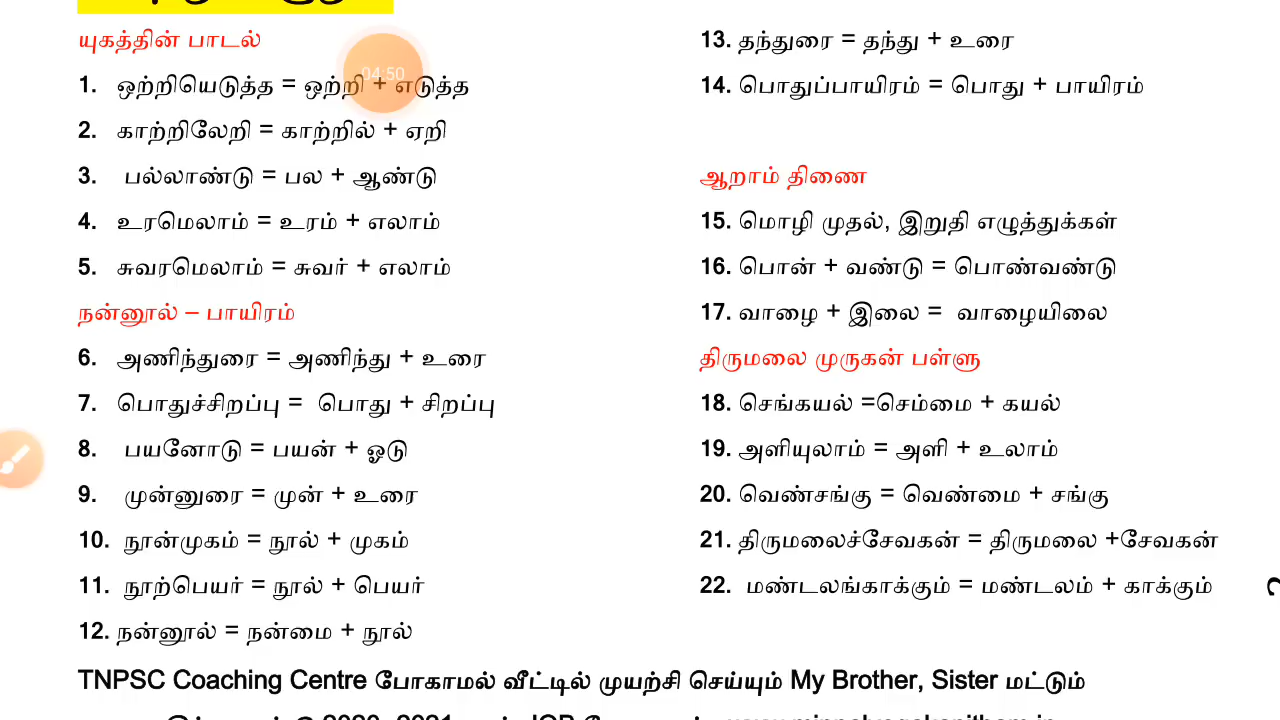 யுகத்தின் பாடல்
04:50
1. ஒற்றியெடுத்த = ஒற்றி + எடுத்த
2. காற்றிலேறி = காற்றில் + ஏறி
3. பல்லாண்டு = பல + ஆண்டு
4. உரமெலாம் = உரம் + எலாம்
5. சுவரமெலாம் = சுவர் + எலாம்
நன்னூல் – பாயிரம்
6. அணிந்துரை = அணிந்து + உரை
7. பொதுச்சிறப்பு = பொது + சிறப்பு
8. பயனோடு = பயன் + ஓடு
9. முன்னுரை = முன் + உரை
10. நூன்முகம் = நூல் + முகம்
11. நூற்பெயர் = நூல் + பெயர்
12. நன்னூல் = நன்மை + நூல்
13. தந்துரை = தந்து + உரை
14. பொதுப்பாயிரம் = பொது + பாயிரம்
ஆறாம் திணை
15. மொழி முதல், இறுதி எழுத்துக்கள்
16. பொன் + வண்டு = பொண்வண்டு
17. வாழை + இலை = வாழையிலை
திருமலை முருகன் பள்ளு
18. செங்கயல் =செம்மை + கயல்
19. அளியுலாம் = அளி + உலாம்
20. வெண்சங்கு = வெண்மை + சங்கு
21. திருமலைச்சேவகன் = திருமலை +சேவகன்
22. மண்டலங்காக்கும் = மண்டலம் + காக்கும்
TNPSC Coaching Centre போகாமல் வீட்டில் முயற்சி செய்யும் My Brother, Sister மட்டும்